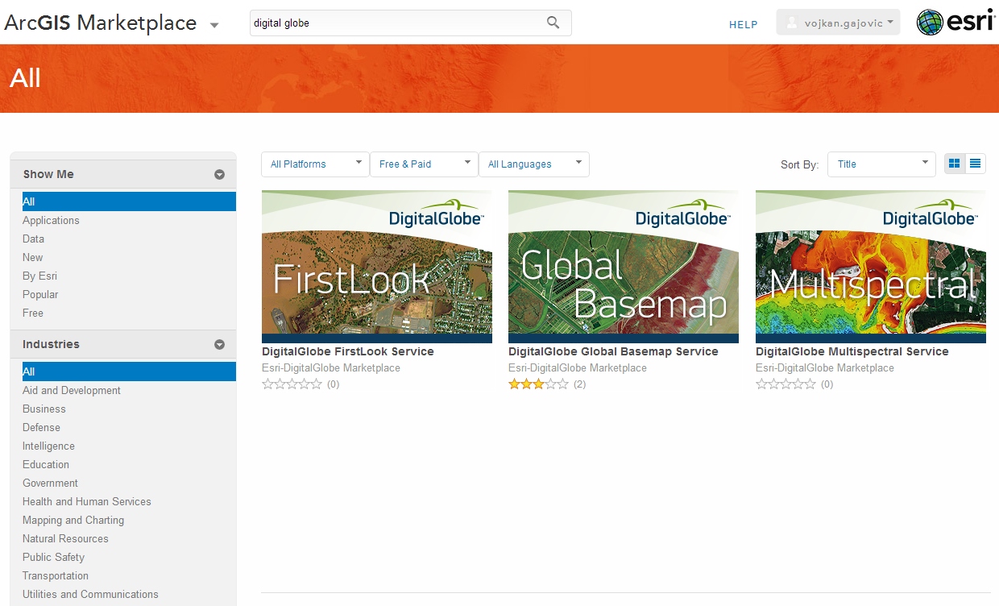 ArcGIS Marketplace
digital globe
HELP
vojkan.gajovic
esri
All
Show Me
All
Applications
Data
New
By Esri
Popular
Free
Industries
All
Aid and Development
Business
Defense
Intelligence
Education
Government
Health and Human Services
Mapping and Charting
Natural Resources
Public Safety
Transportation
Utilities and Communications
All Platforms
Free & Paid
All Languages
Sort By:
Title
DigitalGlobe™
FirstLook
DigitalGlobe FirstLook Service
Esri-DigitalGlobe Marketplace
(0)
DigitalGlobe™
Global
Basemap
DigitalGlobe Global Basemap Service
Esri-DigitalGlobe Marketplace
(2)
DigitalGlobe™
Multispectral
DigitalGlobe Multispectral Service
Esri-DigitalGlobe Marketplace
(0)